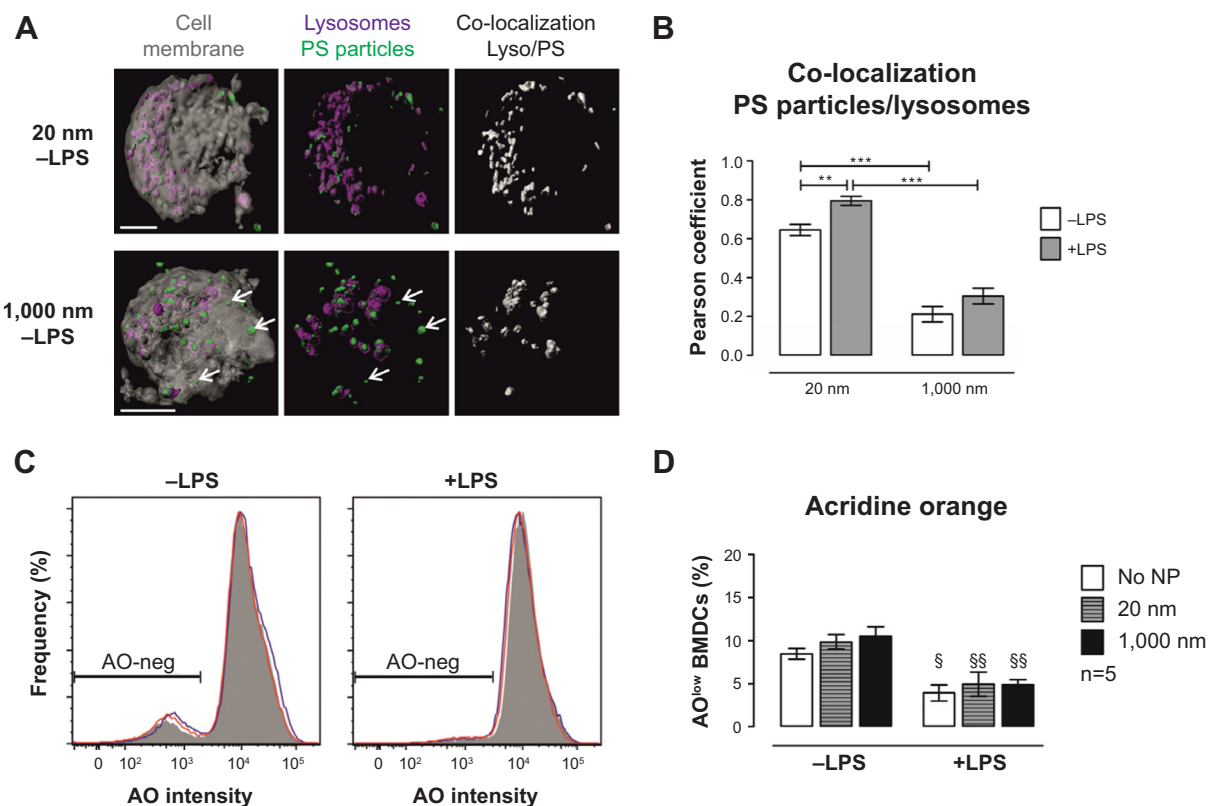 A
Cell
membrane
Lysosomes
PS particles
Co-localization
Lyso/PS
20 nm
–LPS
1,000 nm
–LPS
B
Co-localization
PS particles/lysosomes
Pearson coefficient
1.0
0.8
0.6
0.4
0.2
0.0
***
** ***
20 nm 1,000 nm
–LPS
+LPS
C
–LPS +LPS
Frequency (%)
AO-neg AO-neg
0 10² 10³ 10⁴ 10⁵ 0 10² 10³ 10⁴ 10⁵
AO intensity AO intensity
D
Acridine orange
AOˡᵒʷ BMDCs (%)
20
15
10
5
0
§ §§ §§
–LPS +LPS
No NP
20 nm
1,000 nm
n=5